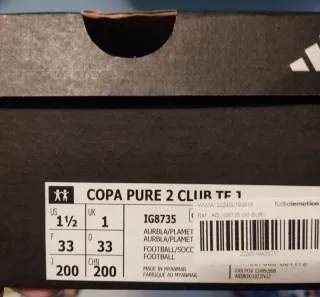 COPA PURE 2 CLUB TF J
US UK
1½ 1
IG8735
F D
33 33
J CHN
200 200
AURBLA/PLAMET
AURBLA/PLAMET
FOOTBALL/SOCC
FOOTBALL
MADE IN MYANMAR
FABRIQUÉ AU MYANMAR
futbolemotion